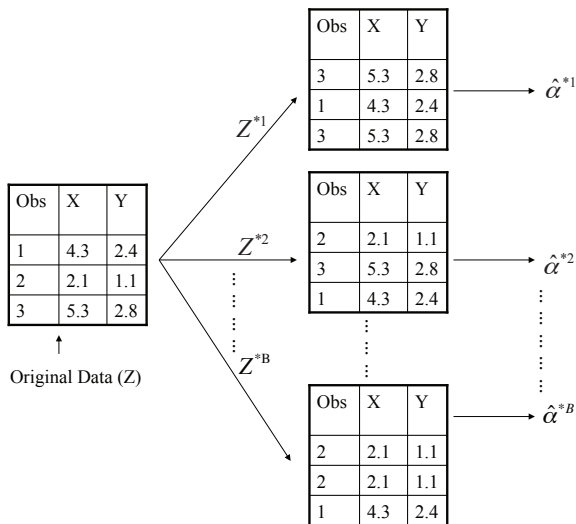 Obs X Y
3 5.3 2.8
1 4.3 2.4
3 5.3 2.8
Z*1
α̂*1
Obs X Y
1 4.3 2.4
2 2.1 1.1
3 5.3 2.8
Original Data (Z)
Z*2
Obs X Y
2 2.1 1.1
3 5.3 2.8
1 4.3 2.4
α̂*2
Z*B
Obs X Y
2 2.1 1.1
2 2.1 1.1
1 4.3 2.4
α̂*B